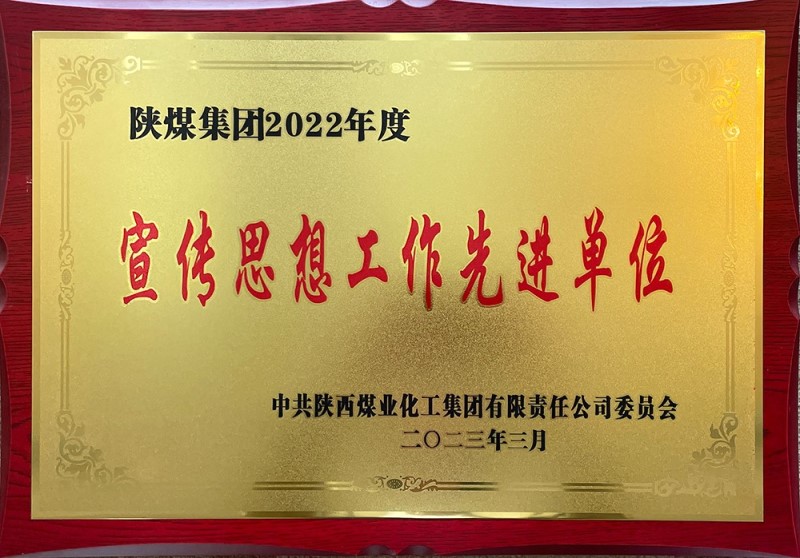 陕煤集团2022年度
宣传思想工作先进单位
中共陕西煤业化工集团有限责任公司委员会
二〇二三年三月